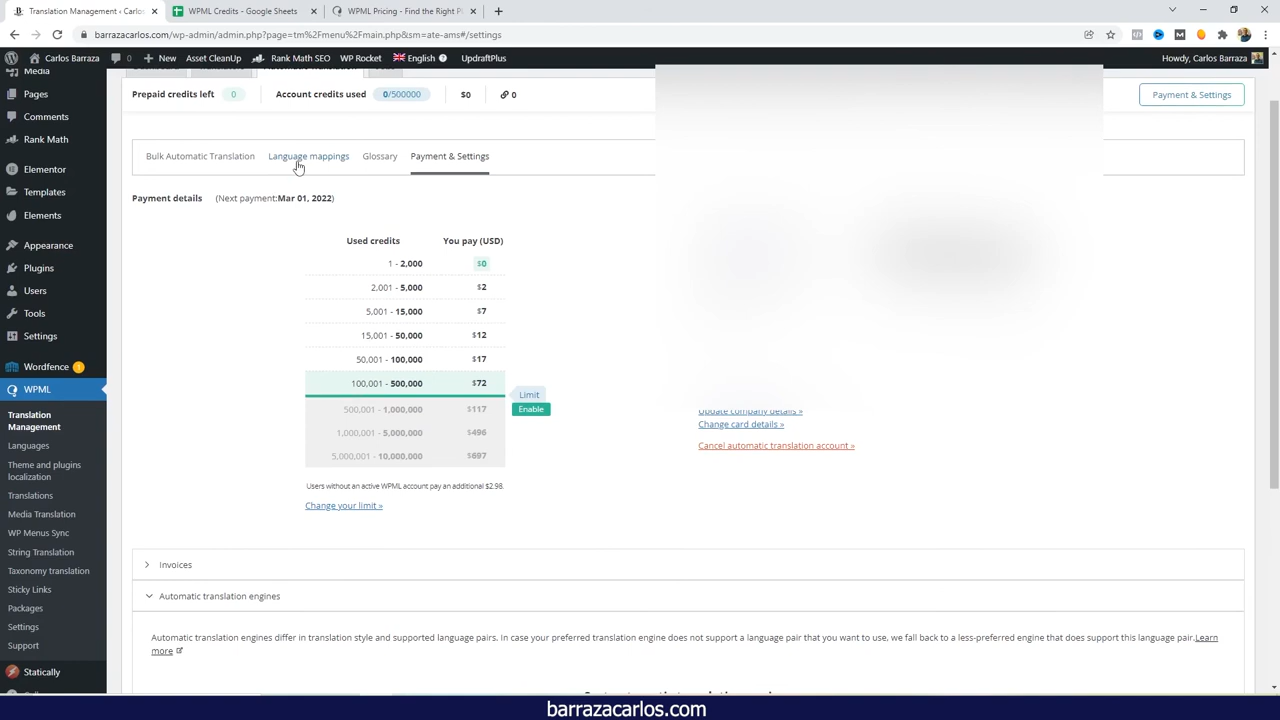 Translation Management ‹ Carlos
WPML Credits - Google Sheets
WPML Pricing - Find the Right P
barrazacarlos.com/wp-admin/admin.php?page=tm%2Fmenu%2Fmain.php&sm=ate-ams#/settings
Carlos Barraza 0 New Asset CleanUp Rank Math SEO WP Rocket English UpdraftPlus Howdy, Carlos Barraza
Media
Pages
Comments
Rank Math
Elementor
Templates
Elements
Appearance
Plugins
Users
Tools
Settings
Wordfence 1
WPML
Translation
Management
Languages
Theme and plugins
localization
Translations
Media Translation
WP Menus Sync
String Translation
Taxonomy translation
Sticky Links
Packages
Settings
Support
Statically
Prepaid credits left 0 Account credits used 0/500000 $0 0 Payment & Settings
Bulk Automatic Translation Language mappings Glossary Payment & Settings
Payment details (Next payment:Mar 01, 2022)
Used credits You pay (USD)
1 - 2,000 $0
2,001 - 5,000 $2
5,001 - 15,000 $7
15,001 - 50,000 $12
50,001 - 100,000 $17
100,001 - 500,000 $72
Limit
Enable
500,001 - 1,000,000 $117
1,000,001 - 5,000,000 $496
5,000,001 - 10,000,000 $697
Users without an active WPML account pay an additional $2.98.
Change your limit »
Update company details »
Change card details »
Cancel automatic translation account »
Invoices
Automatic translation engines
Automatic translation engines differ in translation style and supported language pairs. In case your preferred translation engine does not support a language pair that you want to use, we fall back to a less-preferred engine that does support this language pair.Learn
more
barrazacarlos.com